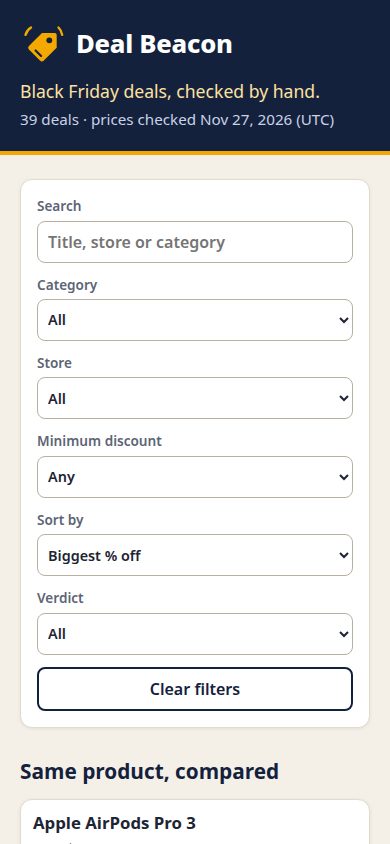 Deal Beacon
Black Friday deals, checked by hand.
39 deals · prices checked Nov 27, 2026 (UTC)
Search
Title, store or category
Category
All
Store
All
Minimum discount
Any
Sort by
Biggest % off
Verdict
All
Clear filters
Same product, compared
Apple AirPods Pro 3